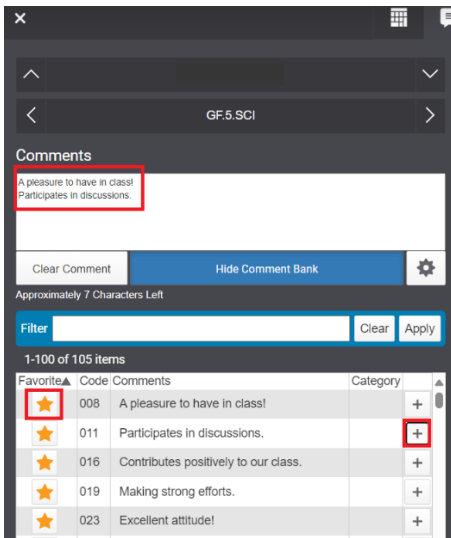 GF.5.SCI
Comments
A pleasure to have in class!
Participates in discussions.
Clear Comment Hide Comment Bank
Approximately 7 Characters Left
Filter Clear Apply
1-100 of 105 items
Favorite▲ Code Comments Category
008 A pleasure to have in class! +
011 Participates in discussions. +
016 Contributes positively to our class. +
019 Making strong efforts. +
023 Excellent attitude! +